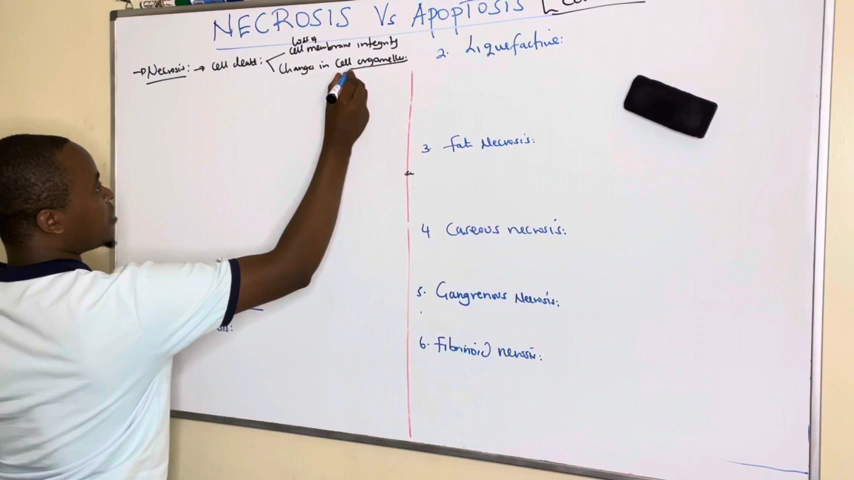 NECROSIS Vs APOPTOSIS
Loss of
cell membrane integrity
→ Necrosis: → cell death:
Changes in Cell organelles:
2. Liquefactive:
3. Fat Necrosis:
4 Caseous necrosis:
5. Gangrenous Necrosis:
6. Fibrinoid necrosis:
sis: